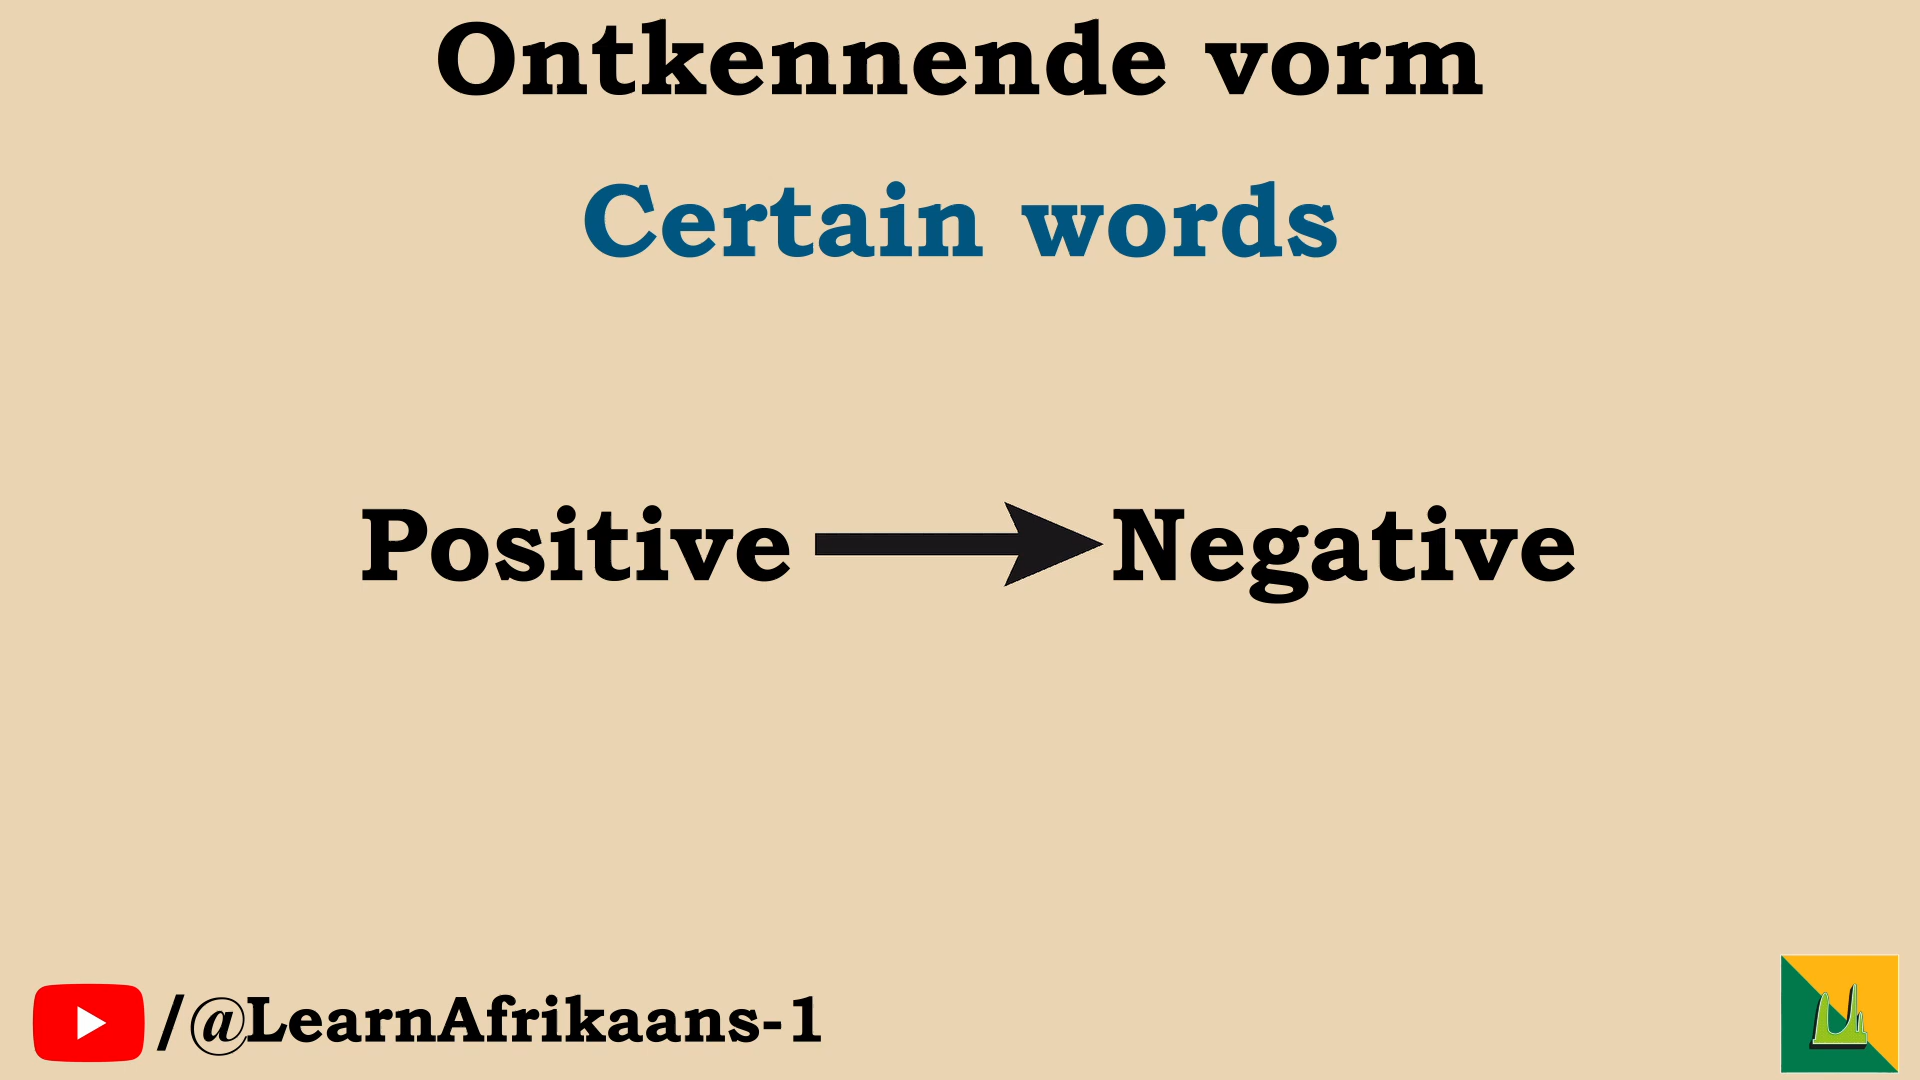 Ontkennende vorm
Certain words
Positive Negative
/@LearnAfrikaans-1